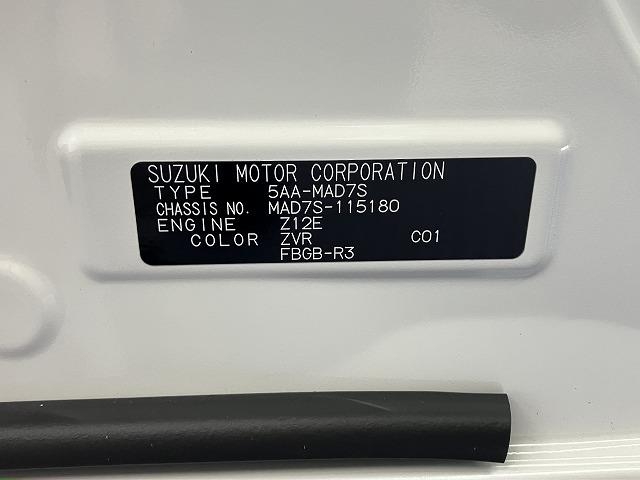 SUZUKI MOTOR CORPORATION
TYPE 5AA-MAD7S
CHASSIS NO. MAD7S-115180
ENGINE Z12E
COLOR ZVR C01
FBGB-R3